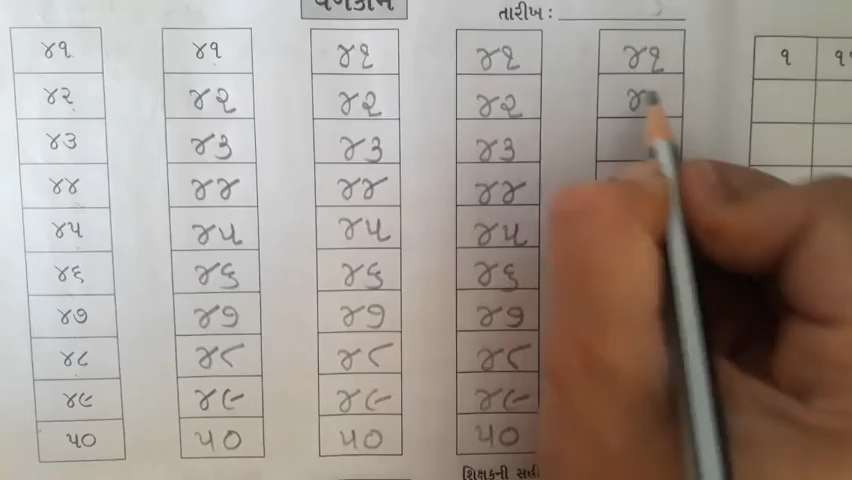 તારીખ :
૪૧ ૪૧ ૪૧ ૪૧ ૪૧ ૧
૪૨ ૪૨ ૪૨ ૪૨ ૪
૪૩ ૪૩ ૪૩ ૪૩
૪૪ ૪૪ ૪૪ ૪૪
૪૫ ૪૫ ૪૫ ૪૫
૪૬ ૪૬ ૪૬ ૪૬
૪૭ ૪૭ ૪૭ ૪૭
૪૮ ૪૮ ૪૮ ૪૮
૪૯ ૪૯ ૪૯ ૪૯
૫૦ ૫૦ ૫૦ ૫૦
શિક્ષકની